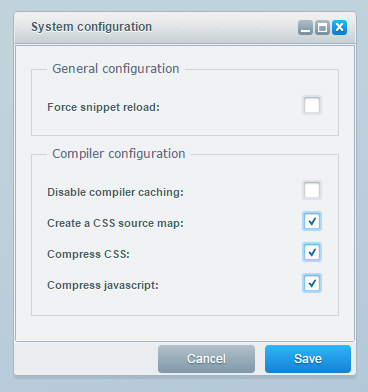 System configuration
General configuration
Force snippet reload:
Compiler configuration
Disable compiler caching:
Create a CSS source map:
Compress CSS:
Compress javascript:
Cancel Save